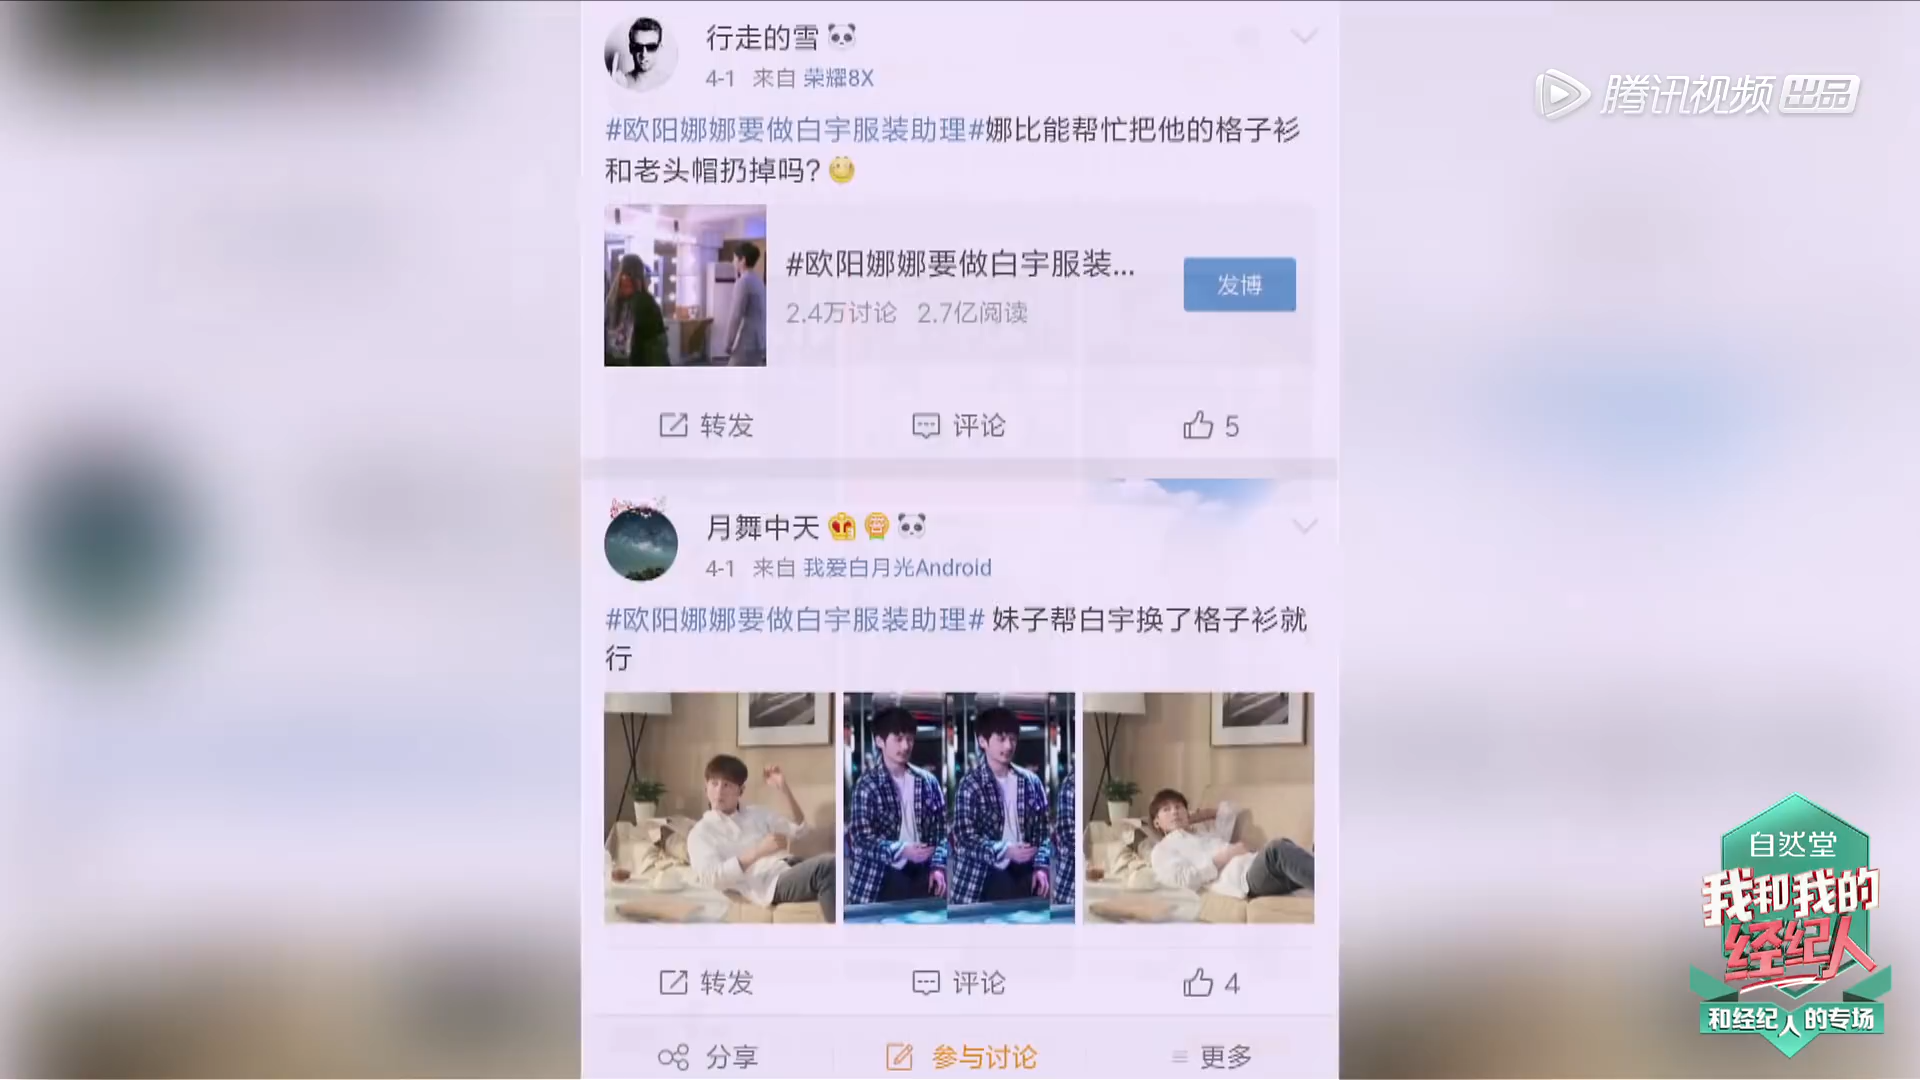 行走的雪
4-1 来自 荣耀8X
#欧阳娜娜要做白宇服装助理#娜比能帮忙把他的格子衫
和老头帽扔掉吗?
#欧阳娜娜要做白宇服装...
2.4万讨论 2.7亿阅读
发博
转发
评论
5
月舞中天
4-1 来自 我爱白月光Android
#欧阳娜娜要做白宇服装助理# 妹子帮白宇换了格子衫就
行
转发
评论
4
分享
参与讨论
更多
腾讯视频 出品
自然堂
我和我的
经纪人
和经纪人的专场